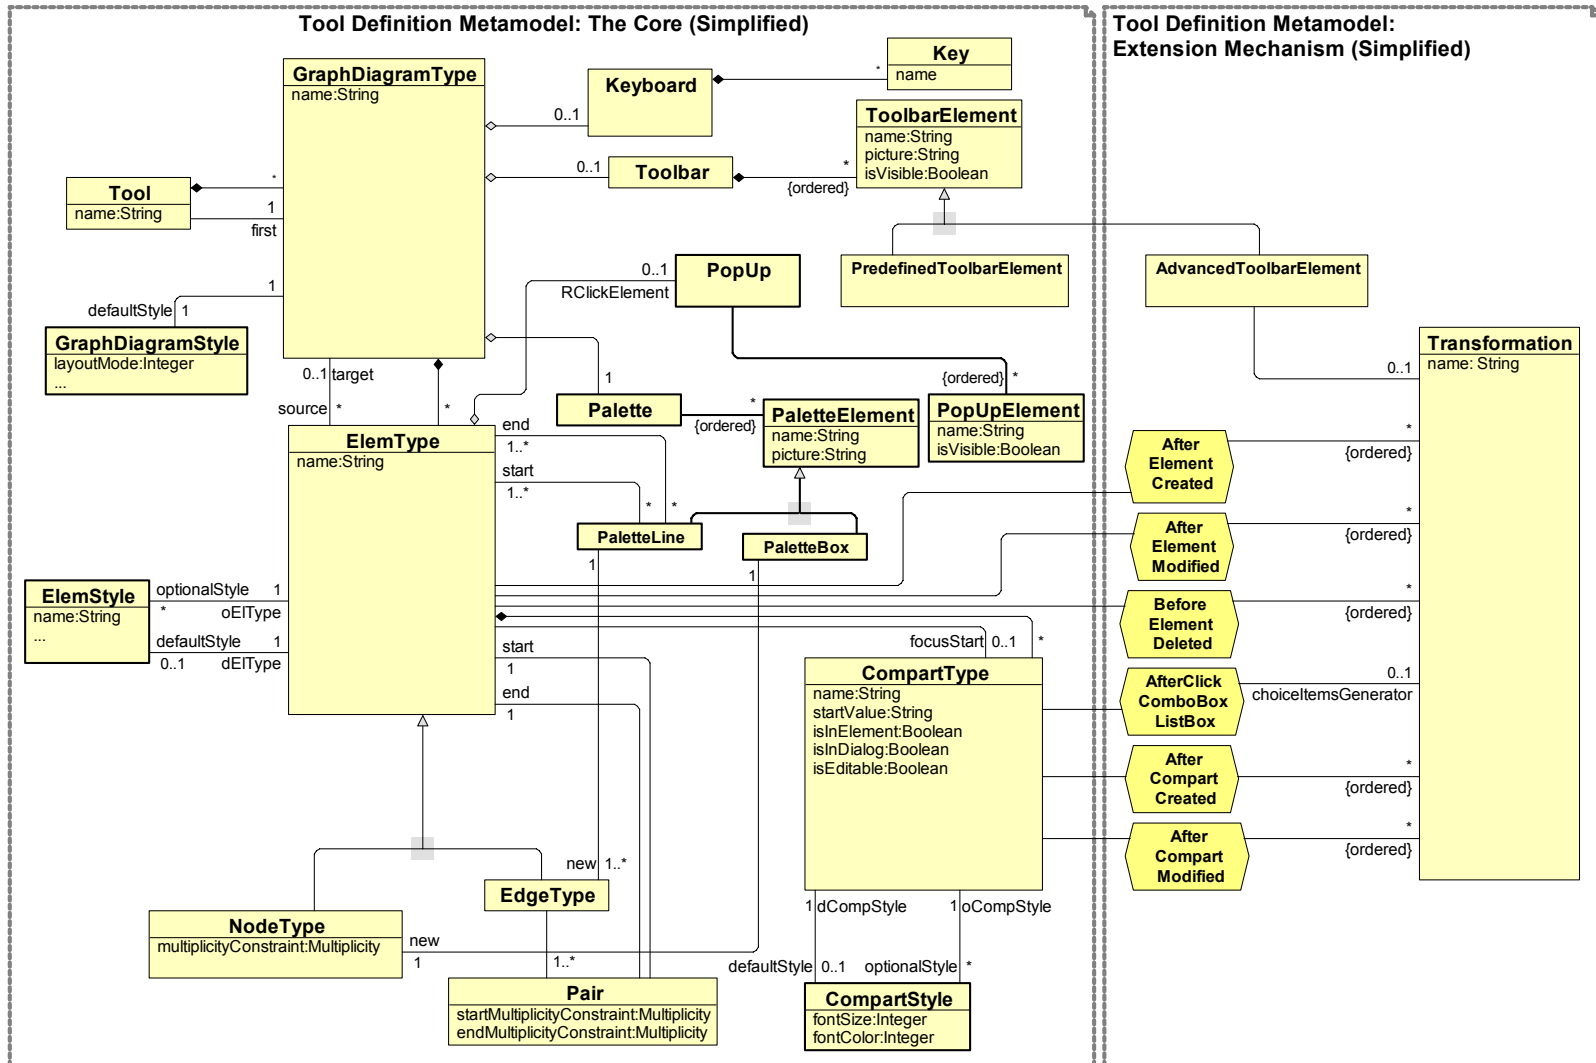 Tool Definition Metamodel: The Core (Simplified)
Tool Definition Metamodel:
Extension Mechanism (Simplified)
GraphDiagramType
name:String
Keyboard
0..1
*
Key
name
ToolbarElement
name:String
picture:String
isVisible:Boolean
Toolbar
0..1
*
{ordered}
Tool
name:String
*
1
first
PredefinedToolbarElement
AdvancedToolbarElement
PopUp
0..1
RClickElement
1
defaultStyle
1
GraphDiagramStyle
layoutMode:Integer
...
Transformation
name: String
0..1
0..1
target
source
*
*
1
Palette
*
{ordered}
PaletteElement
name:String
picture:String
{ordered}
*
PopUpElement
name:String
isVisible:Boolean
ElemType
name:String
end
1..*
start
1..*
*
*
PaletteLine
1
PaletteBox
1
After
Element
Created
*
{ordered}
After
Element
Modified
*
{ordered}
Before
Element
Deleted
*
{ordered}
AfterClick
ComboBox
ListBox
0..1
choiceItemsGenerator
After
Compart
Created
*
{ordered}
After
Compart
Modified
*
{ordered}
ElemStyle
name:String
...
optionalStyle
1
*
oElType
defaultStyle
1
0..1
dElType
start
1
end
1
focusStart
0..1
*
CompartType
name:String
startValue:String
isInElement:Boolean
isInDialog:Boolean
isEditable:Boolean
new
1..*
EdgeType
NodeType
multiplicityConstraint:Multiplicity
new
1
1..*
Pair
startMultiplicityConstraint:Multiplicity
endMultiplicityConstraint:Multiplicity
1
dCompStyle
1
oCompStyle
defaultStyle
0..1
optionalStyle
*
CompartStyle
fontSize:Integer
fontColor:Integer